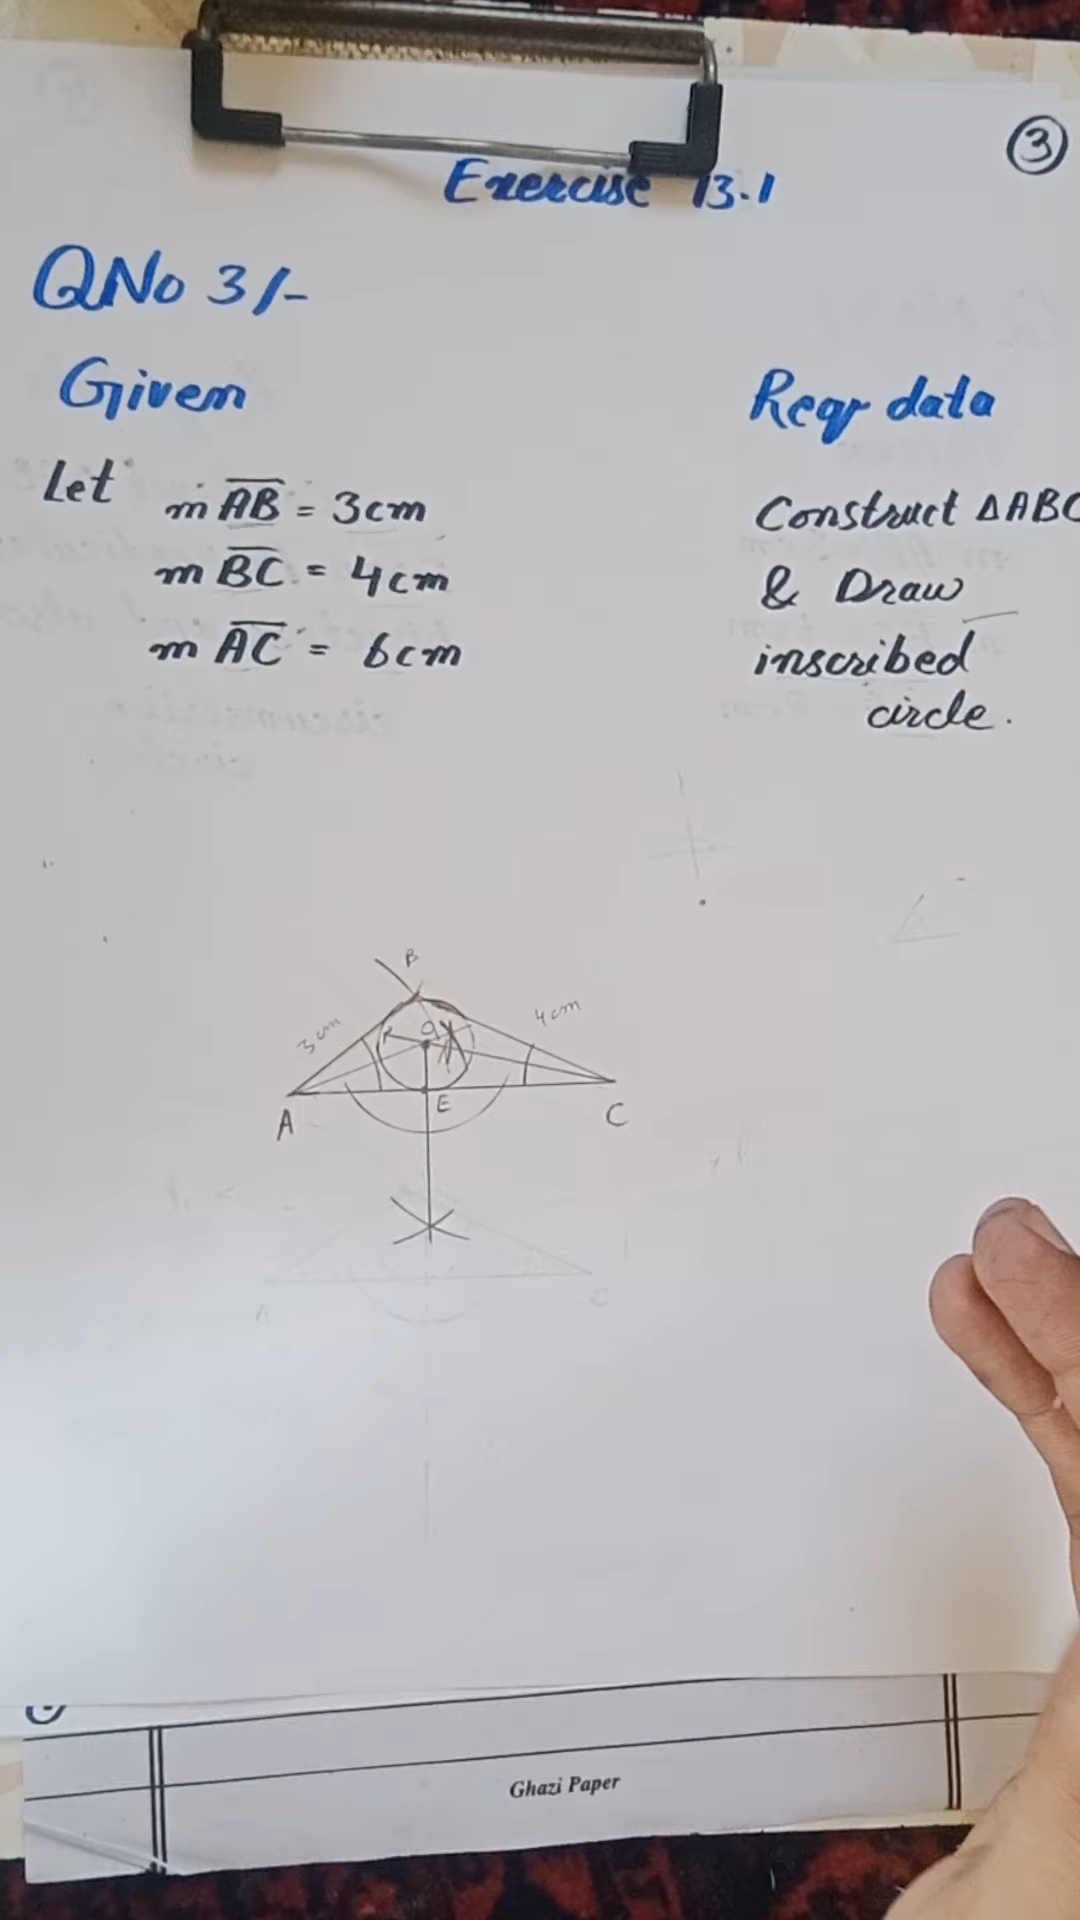 3
Exercise 13.1
QNo 3/-
Given
Reqr data
Let m AB = 3cm
m BC = 4cm
m AC = 6cm
Construct ΔABC
& Draw
inscribed
circle.
B
3cm
4cm
O
A
E
C
A
C
Ghazi Paper